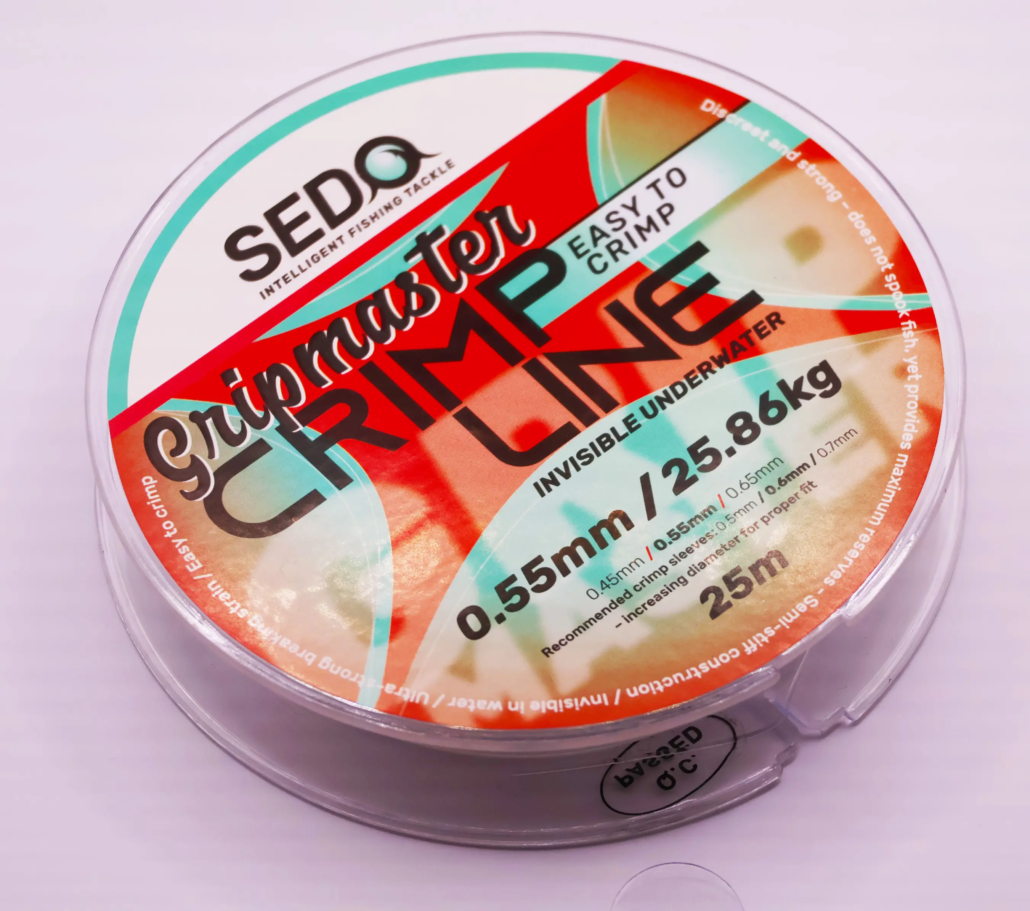 SEDO
INTELLIGENT FISHING TACKLE
Gripmaster
CRIMP
LINE
EASY TO
CRIMP
INVISIBLE UNDERWATER
0.55mm / 25.86kg
0.45mm / 0.55mm / 0.65mm
Recommended crimp sleeves: 0.5mm / 0.6mm / 0.7mm
– increasing diameter for proper fit
25m
Discreet and strong – does not spook fish, yet provides maximum reserves – Semi-stiff construction / Invisible in water / Ultra-strong breaking strain / Easy to crimp
Q.C.
PASSED